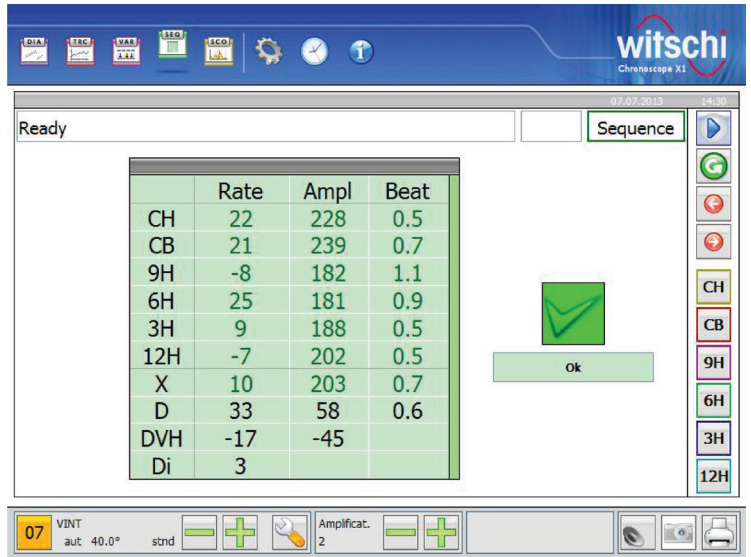 DIA TRC VAR SEQ SCO
witschi
Chronoscope X1
07.07.2013 14:30
Ready Sequence
Rate Ampl Beat
CH 22 228 0.5
CB 21 239 0.7
9H -8 182 1.1
6H 25 181 0.9
3H 9 188 0.5
12H -7 202 0.5
X 10 203 0.7
D 33 58 0.6
DVH -17 -45
Di 3
Ok
CH
CB
9H
6H
3H
12H
07 VINT
aut 40.0° stnd
Amplificat.
2